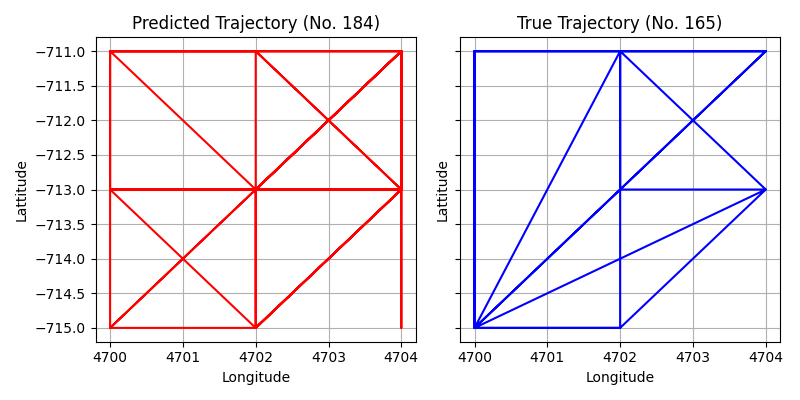 Predicted Trajectory (No. 184)
True Trajectory (No. 165)
−711.0
−711.5
−712.0
−712.5
−713.0
−713.5
−714.0
−714.5
−715.0
Lattitude
Lattitude
4700 4701 4702 4703 4704
4700 4701 4702 4703 4704
Longitude
Longitude